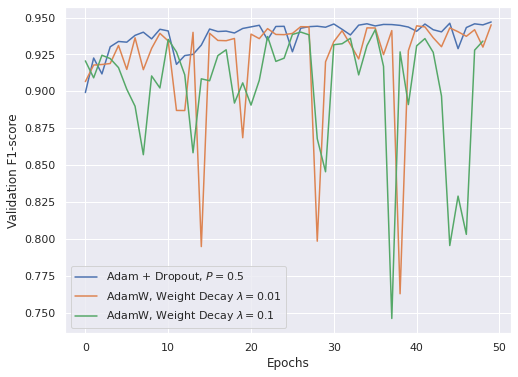 0.950
0.925
0.900
0.875
0.850
0.825
0.800
0.775
0.750
Validation F1-score
Adam + Dropout, P = 0.5
AdamW, Weight Decay λ = 0.01
AdamW, Weight Decay λ = 0.1
0 10 20 30 40 50
Epochs